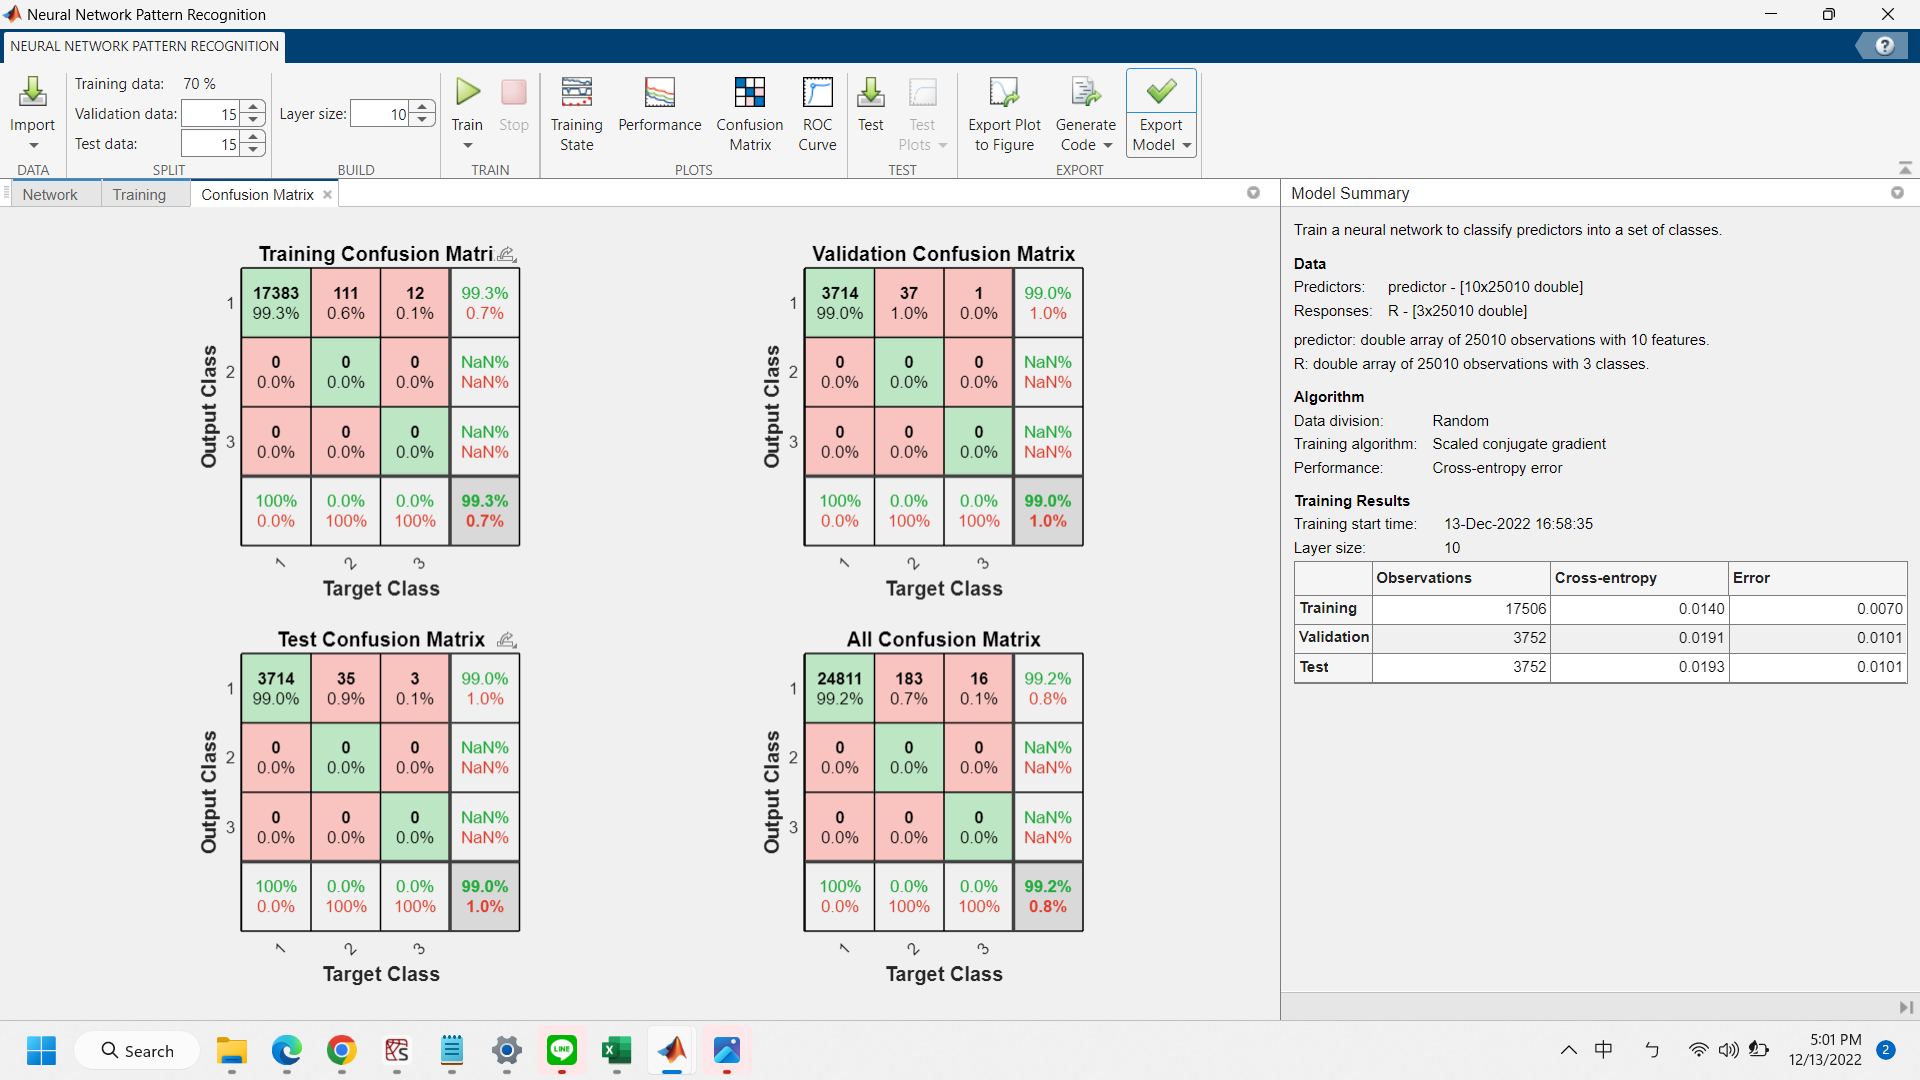 Neural Network Pattern Recognition
NEURAL NETWORK PATTERN RECOGNITION
Import
DATA
Training data: 70 %
Validation data: 15
Test data: 15
SPLIT
Layer size: 10
BUILD
Train
Stop
TRAIN
Training State
Performance
Confusion Matrix
ROC Curve
PLOTS
Test
Test Plots
TEST
Export Plot to Figure
Generate Code
Export Model
EXPORT
Network
Training
Confusion Matrix
Training Confusion Matri
Output Class
1
17383 111 12 99.3%
99.3% 0.6% 0.1% 0.7%
2
0 0 0 NaN%
0.0% 0.0% 0.0% NaN%
3
0 0 0 NaN%
0.0% 0.0% 0.0% NaN%
100% 0.0% 0.0% 99.3%
0.0% 100% 100% 0.7%
1 2 3
Target Class
Validation Confusion Matrix
Output Class
1
3714 37 1 99.0%
99.0% 1.0% 0.0% 1.0%
2
0 0 0 NaN%
0.0% 0.0% 0.0% NaN%
3
0 0 0 NaN%
0.0% 0.0% 0.0% NaN%
100% 0.0% 0.0% 99.0%
0.0% 100% 100% 1.0%
1 2 3
Target Class
Test Confusion Matrix
Output Class
1
3714 35 3 99.0%
99.0% 0.9% 0.1% 1.0%
2
0 0 0 NaN%
0.0% 0.0% 0.0% NaN%
3
0 0 0 NaN%
0.0% 0.0% 0.0% NaN%
100% 0.0% 0.0% 99.0%
0.0% 100% 100% 1.0%
1 2 3
Target Class
All Confusion Matrix
Output Class
1
24811 183 16 99.2%
99.2% 0.7% 0.1% 0.8%
2
0 0 0 NaN%
0.0% 0.0% 0.0% NaN%
3
0 0 0 NaN%
0.0% 0.0% 0.0% NaN%
100% 0.0% 0.0% 99.2%
0.0% 100% 100% 0.8%
1 2 3
Target Class
Model Summary
Train a neural network to classify predictors into a set of classes.
Data
Predictors: predictor - [10x25010 double]
Responses: R - [3x25010 double]
predictor: double array of 25010 observations with 10 features.
R: double array of 25010 observations with 3 classes.
Algorithm
Data division: Random
Training algorithm: Scaled conjugate gradient
Performance: Cross-entropy error
Training Results
Training start time: 13-Dec-2022 16:58:35
Layer size: 10
Observations Cross-entropy Error
Training 17506 0.0140 0.0070
Validation 3752 0.0191 0.0101
Test 3752 0.0193 0.0101
Search
LINE
中
ㄅ
5:01 PM
12/13/2022
2